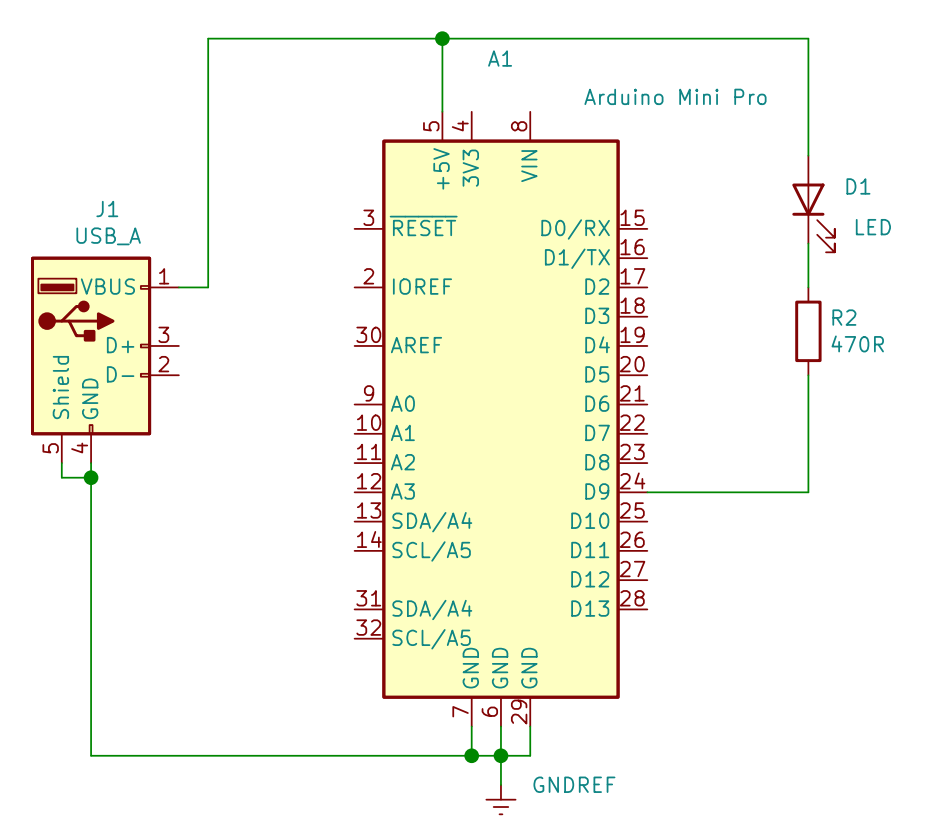 A1
Arduino Mini Pro
5
4
8
+5V
3V3
VIN
J1
USB_A
VBUS
1
D+
3
D-
2
Shield
GND
5
4
3
RESET
2
IOREF
30
AREF
9
A0
10
A1
11
A2
12
A3
13
SDA/A4
14
SCL/A5
31
SDA/A4
32
SCL/A5
D0/RX
15
D1/TX
16
D2
17
D3
18
D4
19
D5
20
D6
21
D7
22
D8
23
D9
24
D10
25
D11
26
D12
27
D13
28
GND
GND
GND
7
6
29
D1
LED
R2
470R
GNDREF